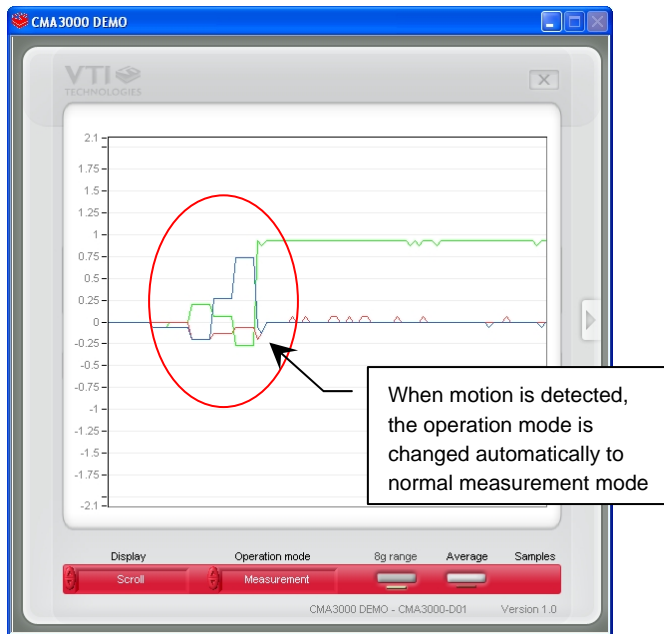 CMA3000 DEMO
VTI
TECHNOLOGIES
2.1
1.75
1.5
1.25
1
0.75
0.5
0.25
0
-0.25
-0.5
-0.75
-1
-1.25
-1.5
-1.75
-2.1
When motion is detected,
the operation mode is
changed automatically to
normal measurement mode
Display Operation mode 8g range Average Samples
Scroll Measurement
CMA3000 DEMO - CMA3000-D01 Version 1.0